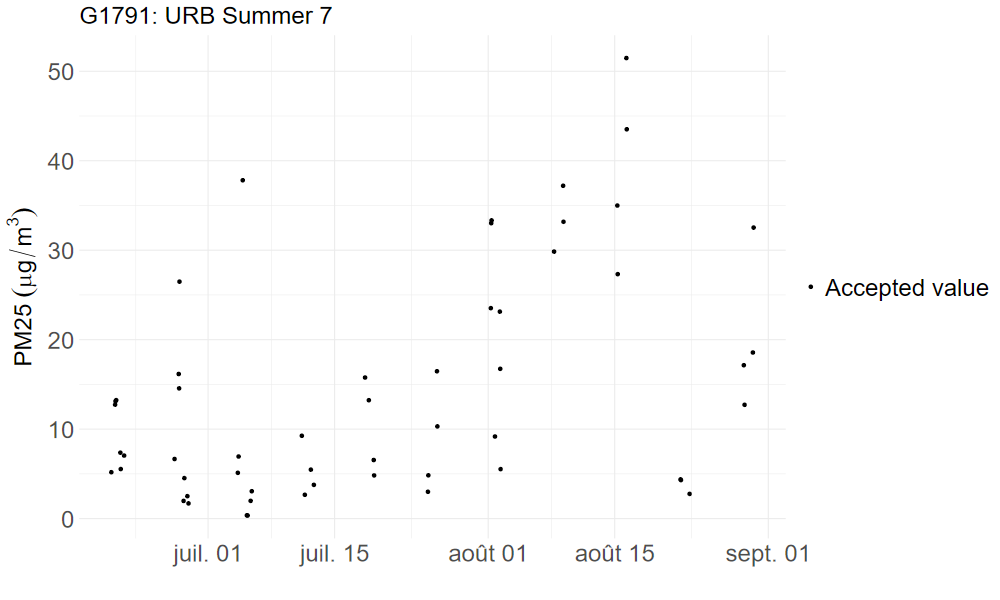 G1791: URB Summer 7
PM25 (μg/m³)
50
40
30
20
10
0
juil. 01
juil. 15
août 01
août 15
sept. 01
Accepted value